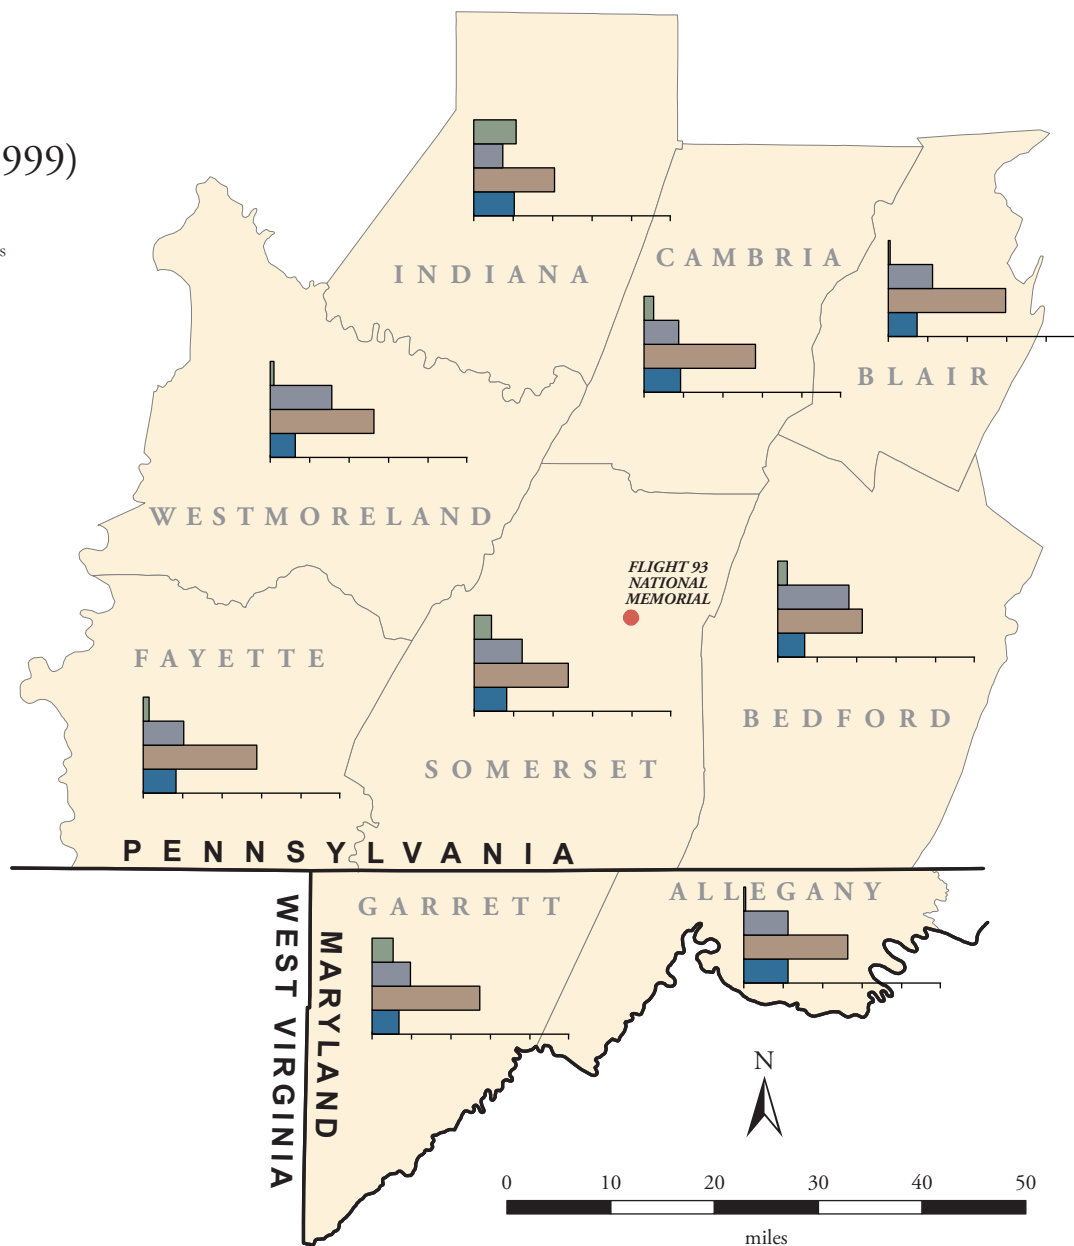 999)
s
INDIANA
CAMBRIA
BLAIR
WESTMORELAND
FLIGHT 93
NATIONAL
MEMORIAL
FAYETTE
BEDFORD
SOMERSET
PENNSYLVANIA
ALLEGANY
GARRETT
WEST VIRGINIA
MARYLAND
N
0 10 20 30 40 50
miles